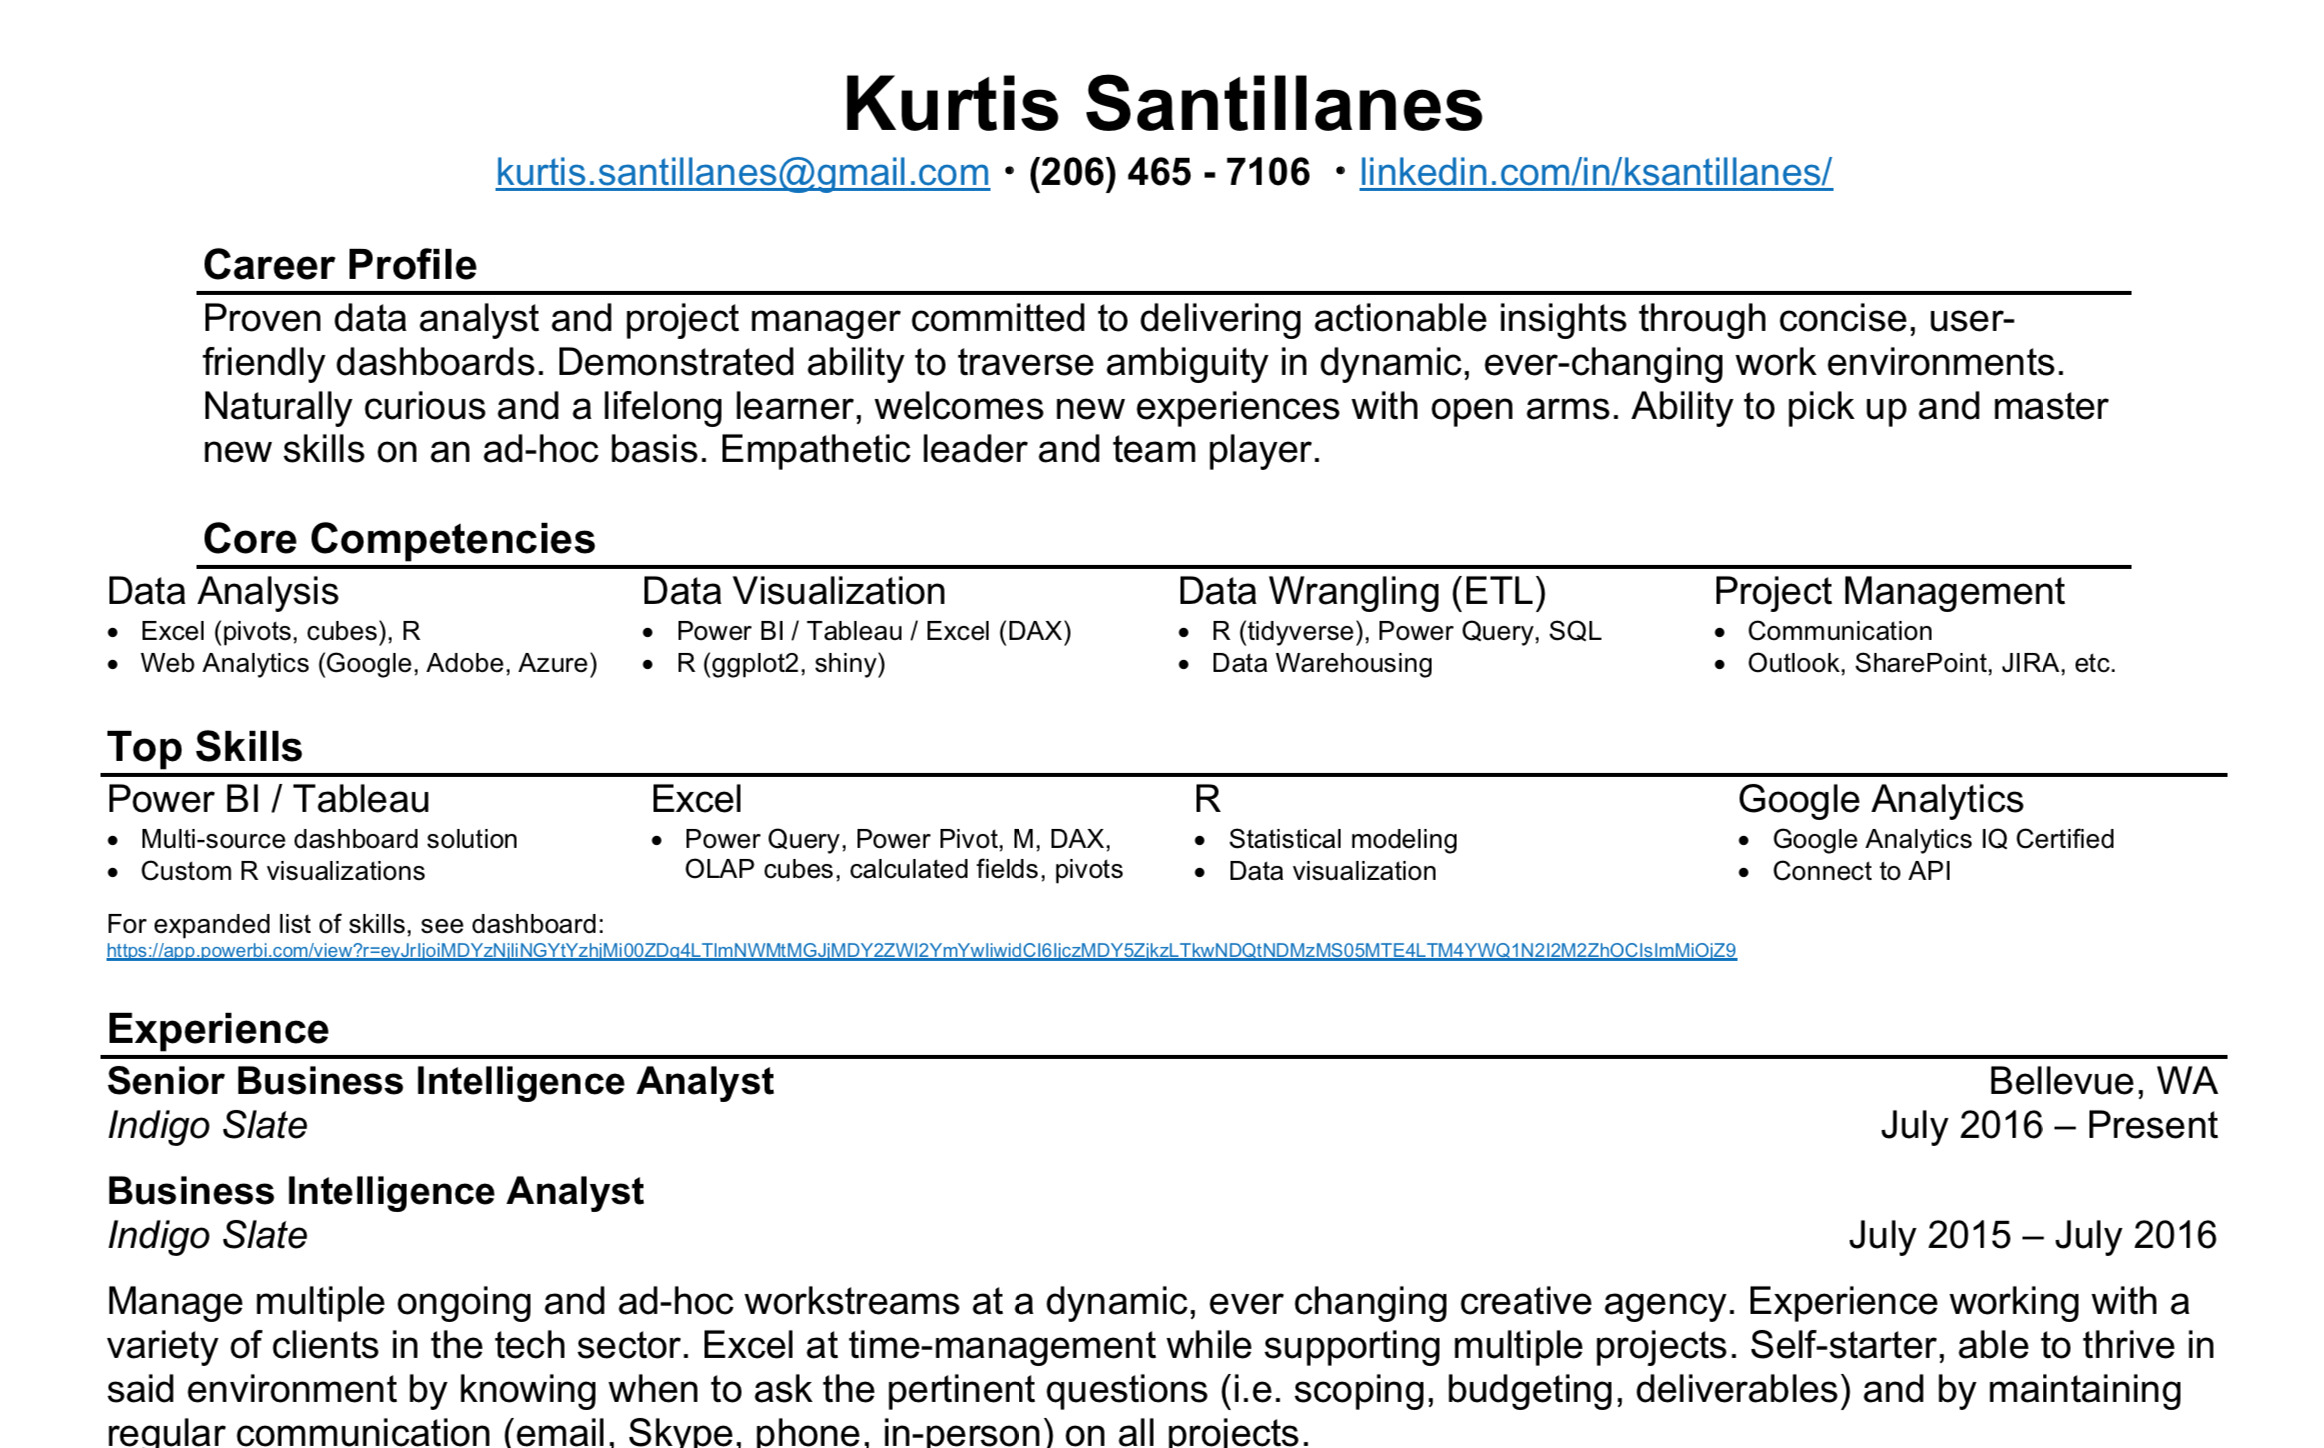 Kurtis Santillanes
kurtis.santillanes@gmail.com • (206) 465 - 7106 • linkedin.com/in/ksantillanes/
Career Profile
Proven data analyst and project manager committed to delivering actionable insights through concise, user-
friendly dashboards. Demonstrated ability to traverse ambiguity in dynamic, ever-changing work environments.
Naturally curious and a lifelong learner, welcomes new experiences with open arms. Ability to pick up and master
new skills on an ad-hoc basis. Empathetic leader and team player.
Core Competencies
Data Analysis
• Excel (pivots, cubes), R
• Web Analytics (Google, Adobe, Azure)
Data Visualization
• Power BI / Tableau / Excel (DAX)
• R (ggplot2, shiny)
Data Wrangling (ETL)
• R (tidyverse), Power Query, SQL
• Data Warehousing
Project Management
• Communication
• Outlook, SharePoint, JIRA, etc.
Top Skills
Power BI / Tableau
• Multi-source dashboard solution
• Custom R visualizations
Excel
• Power Query, Power Pivot, M, DAX,
OLAP cubes, calculated fields, pivots
R
• Statistical modeling
• Data visualization
Google Analytics
• Google Analytics IQ Certified
• Connect to API
For expanded list of skills, see dashboard:
https://app.powerbi.com/view?r=eyJrIjoiMDYzNjliNGYtYzhjMi00ZDg4LTlmNWMtMGJjMDY2ZWI2YmYwIiwidCI6IjczMDY5ZjkzLTkwNDQtNDMzMS05MTE4LTM4YWQ1N2I2M2ZhOCIsImMiOjZ9
Experience
Senior Business Intelligence Analyst Bellevue, WA
Indigo Slate July 2016 – Present
Business Intelligence Analyst
Indigo Slate July 2015 – July 2016
Manage multiple ongoing and ad-hoc workstreams at a dynamic, ever changing creative agency. Experience working with a
variety of clients in the tech sector. Excel at time-management while supporting multiple projects. Self-starter, able to thrive in
said environment by knowing when to ask the pertinent questions (i.e. scoping, budgeting, deliverables) and by maintaining
regular communication (email, Skype, phone, in-person) on all projects.